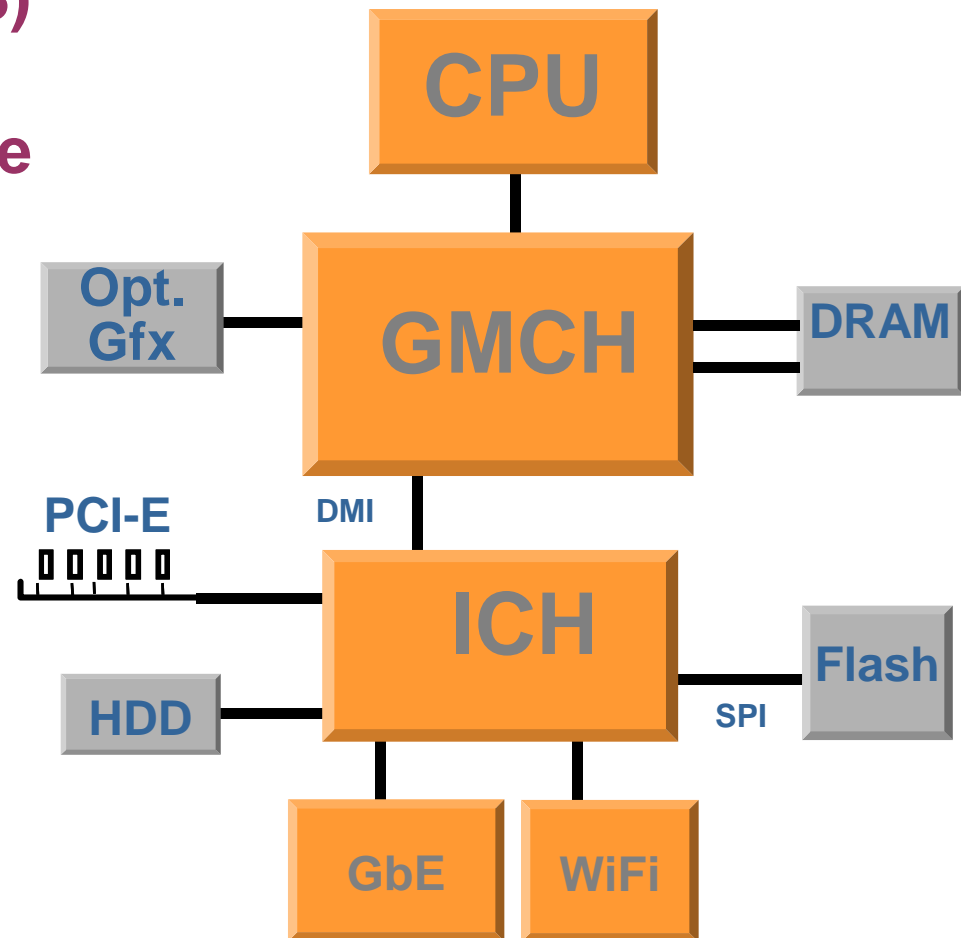 CPU
Opt.
Gfx
GMCH
DRAM
DMI
PCI-E
ICH
Flash
SPI
HDD
GbE
WiFi